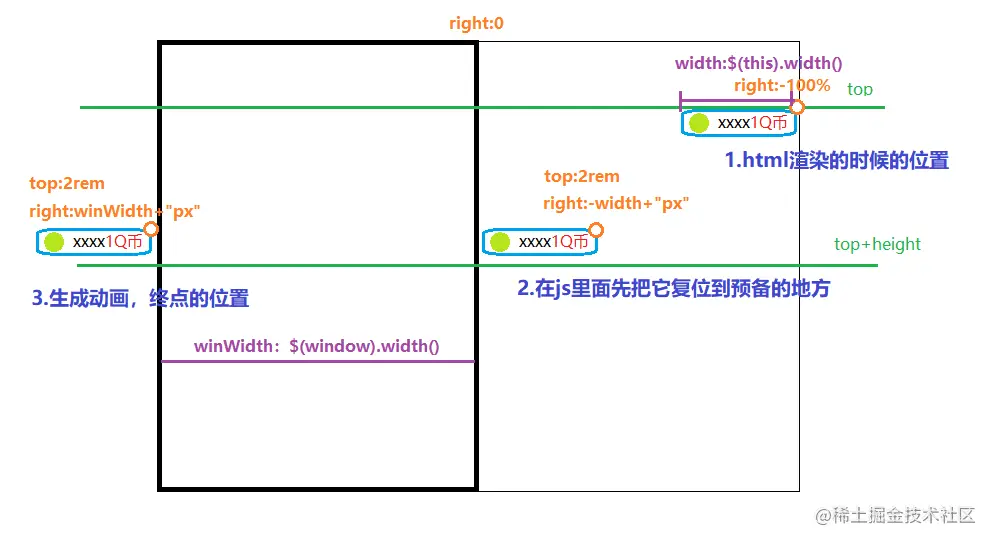 right:0
width:$(this).width()
right:-100%
top
xxxx1Q币
1.html渲染的时候的位置
top:2rem
right:winWidth+"px"
xxxx1Q币
top:2rem
right:-width+"px"
xxxx1Q币
top+height
3.生成动画，终点的位置
2.在js里面先把它复位到预备的地方
winWidth：$(window).width()
@稀土掘金技术社区